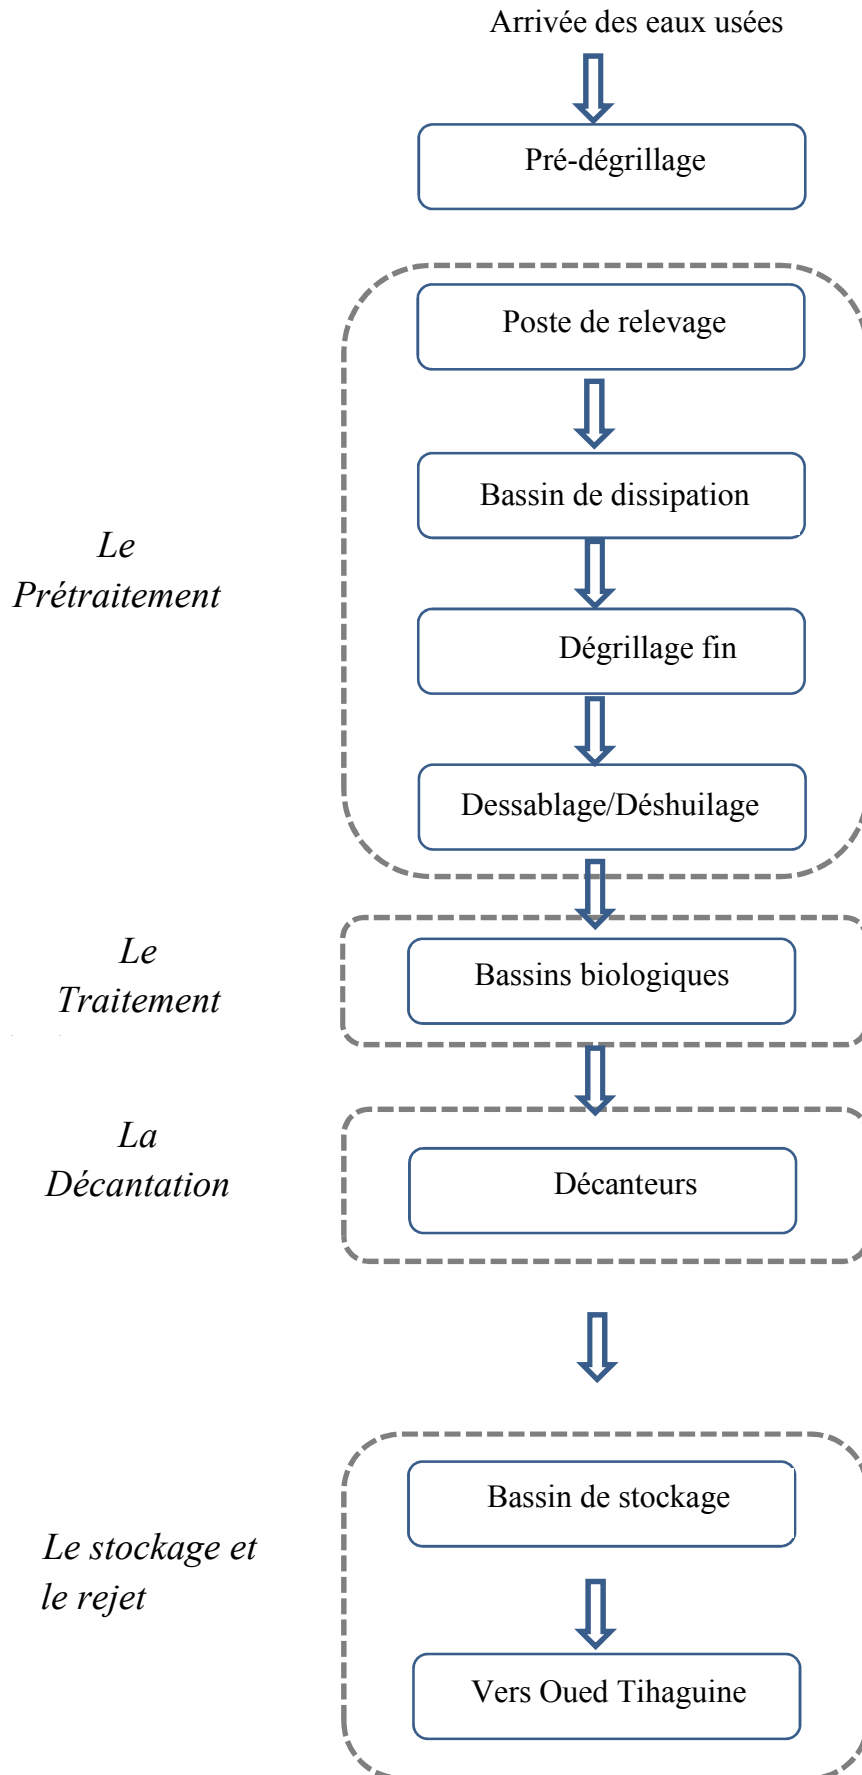 Arrivée des eaux usées
Pré-dégrillage
Poste de relevage
Bassin de dissipation
Le
Prétraitement
Dégrillage fin
Dessablage/Déshuilage
Le
Traitement
Bassins biologiques
La
Décantation
Décanteurs
Bassin de stockage
Le stockage et
le rejet
Vers Oued Tihaguine